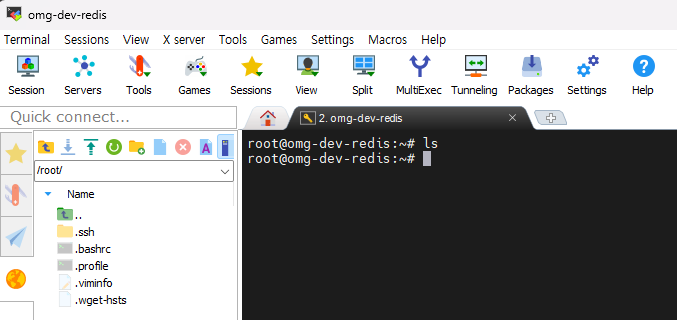 omg-dev-redis
Terminal Sessions View X server Tools Games Settings Macros Help
Session Servers Tools Games Sessions View Split MultiExec Tunneling Packages Settings Help
Quick connect...
2. omg-dev-redis
/root/
Name
..
.ssh
.bashrc
.profile
.viminfo
.wget-hsts
root@omg-dev-redis:~# ls
root@omg-dev-redis:~#